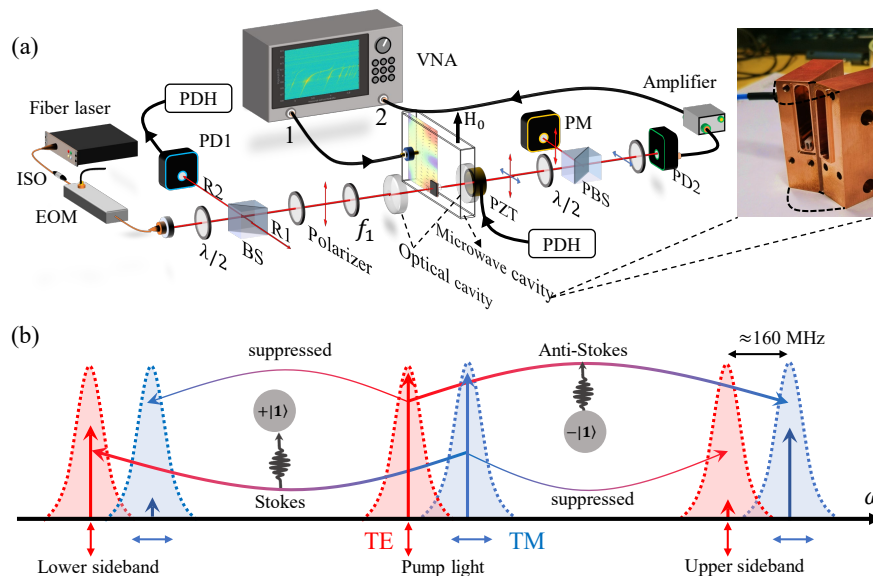 (a)
VNA
Amplifier
Fiber laser
PDH
PD1
1
2
H₀
PM
ISO
R2
EOM
R1
λ/2
BS
Polarizer
f₁
Optical cavity
Microwave cavity
PZT
λ/2
PBS
PD2
PDH
(b)
suppressed
Anti-Stokes
≈160 MHz
+|1⟩
−|1⟩
Stokes
suppressed
TE
TM
Lower sideband
Pump light
Upper sideband